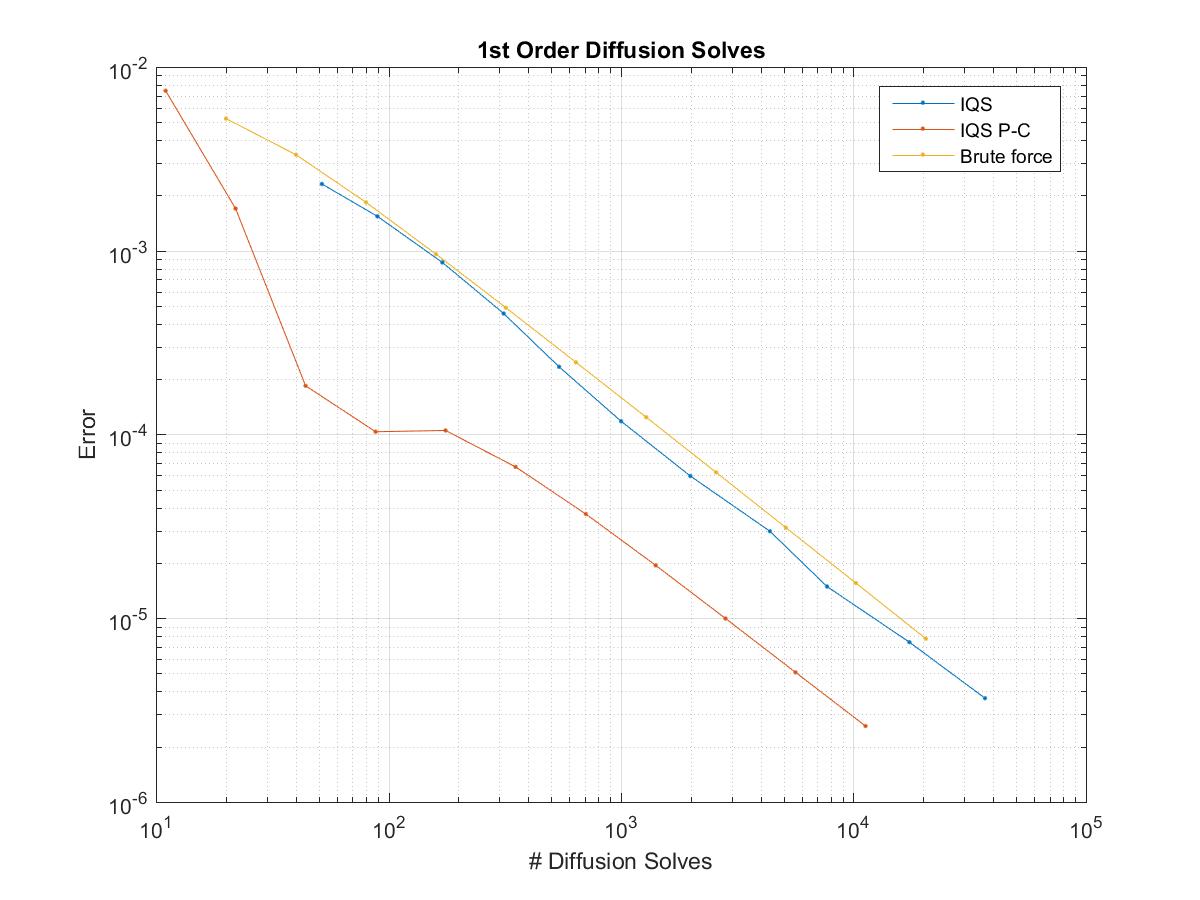 1st Order Diffusion Solves
10^-2
10^-3
10^-4
10^-5
10^-6
Error
IQS
IQS P-C
Brute force
10^1 10^2 10^3 10^4 10^5
# Diffusion Solves